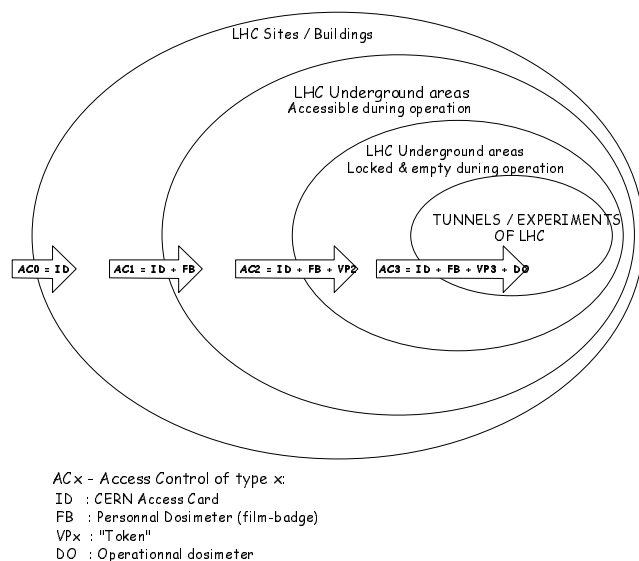 LHC Sites / Buildings
LHC Underground areas
Accessible during operation
LHC Underground areas
Locked & empty during operation
TUNNELS / EXPERIMENTS
OF LHC
AC0 = ID
AC1 = ID + FB
AC2 = ID + FB + VP2
AC3 = ID + FB + VP3 + DO
ACx - Access Control of type x:
ID : CERN Access Card
FB : Personnal Dosimeter (film-badge)
VPx : "Token"
DO : Operationnal dosimeter